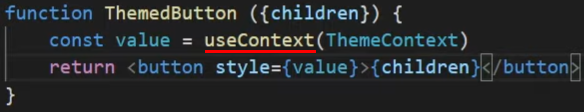 function ThemedButton ({children}) {
    const value = useContext(ThemeContext)
    return <button style={value}>{children}</button>
}